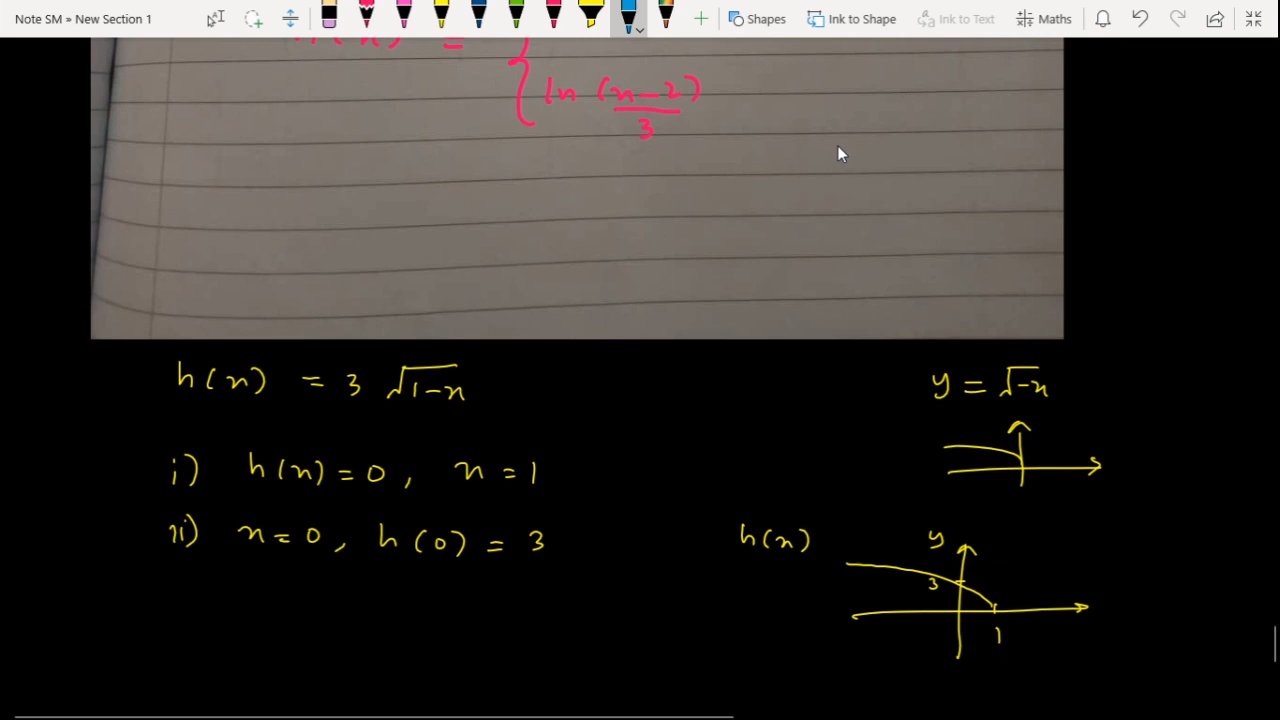 Note SM » New Section 1
Shapes
Ink to Shape
Ink to Text
Maths
ln (x-2)/3
h(x) = 3 √1-x
y = √-x
i) h(x) = 0, x = 1
ii) x = 0, h(0) = 3
h(x)
y
3
1